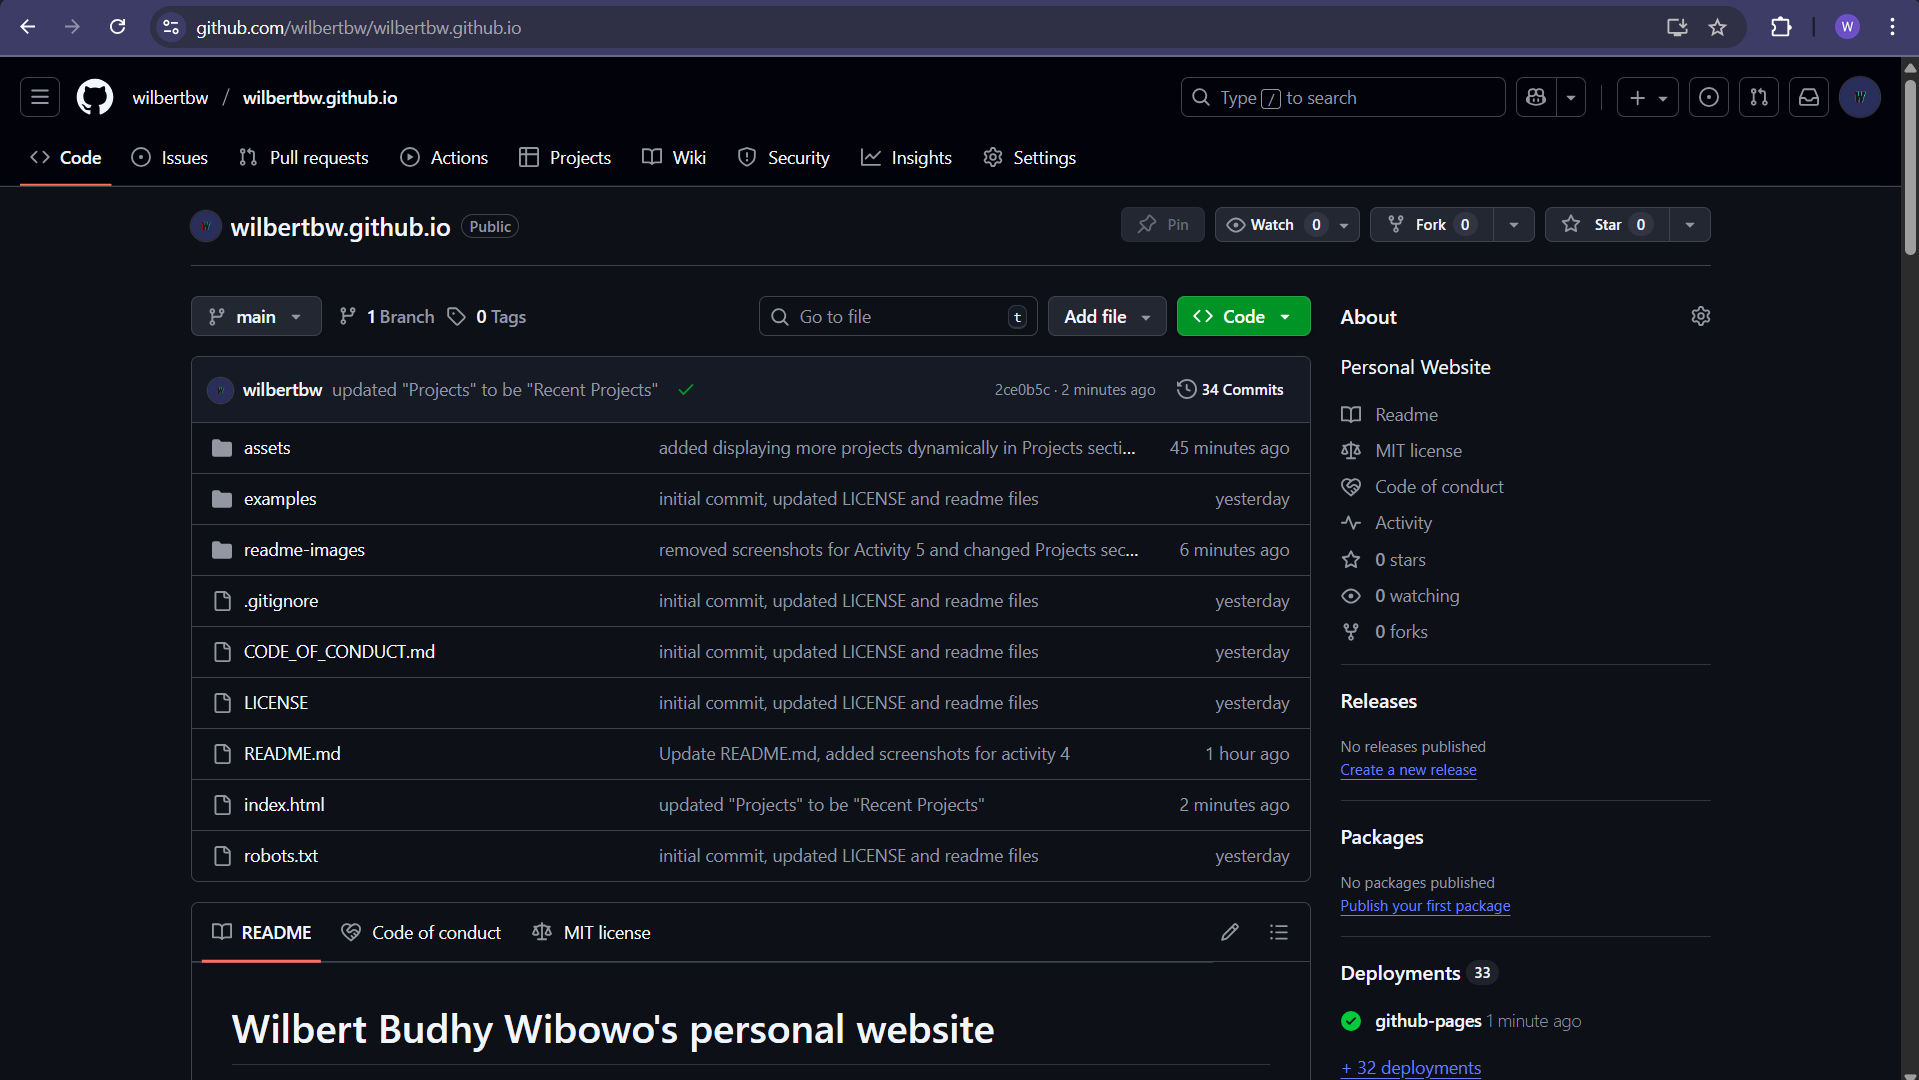 github.com/wilbertbw/wilbertbw.github.io
W
wilbertbw / wilbertbw.github.io
Type / to search
Code
Issues
Pull requests
Actions
Projects
Wiki
Security
Insights
Settings
wilbertbw.github.io Public
Pin
Watch 0
Fork 0
Star 0
main
1 Branch
0 Tags
Go to file t
Add file
Code
wilbertbw updated "Projects" to be "Recent Projects" 2ce0b5c · 2 minutes ago 34 Commits
assets added displaying more projects dynamically in Projects secti... 45 minutes ago
examples initial commit, updated LICENSE and readme files yesterday
readme-images removed screenshots for Activity 5 and changed Projects sec... 6 minutes ago
.gitignore initial commit, updated LICENSE and readme files yesterday
CODE_OF_CONDUCT.md initial commit, updated LICENSE and readme files yesterday
LICENSE initial commit, updated LICENSE and readme files yesterday
README.md Update README.md, added screenshots for activity 4 1 hour ago
index.html updated "Projects" to be "Recent Projects" 2 minutes ago
robots.txt initial commit, updated LICENSE and readme files yesterday
README
Code of conduct
MIT license
Wilbert Budhy Wibowo's personal website
About
Personal Website
Readme
MIT license
Code of conduct
Activity
0 stars
0 watching
0 forks
Releases
No releases published
Create a new release
Packages
No packages published
Publish your first package
Deployments 33
github-pages 1 minute ago
+ 32 deployments